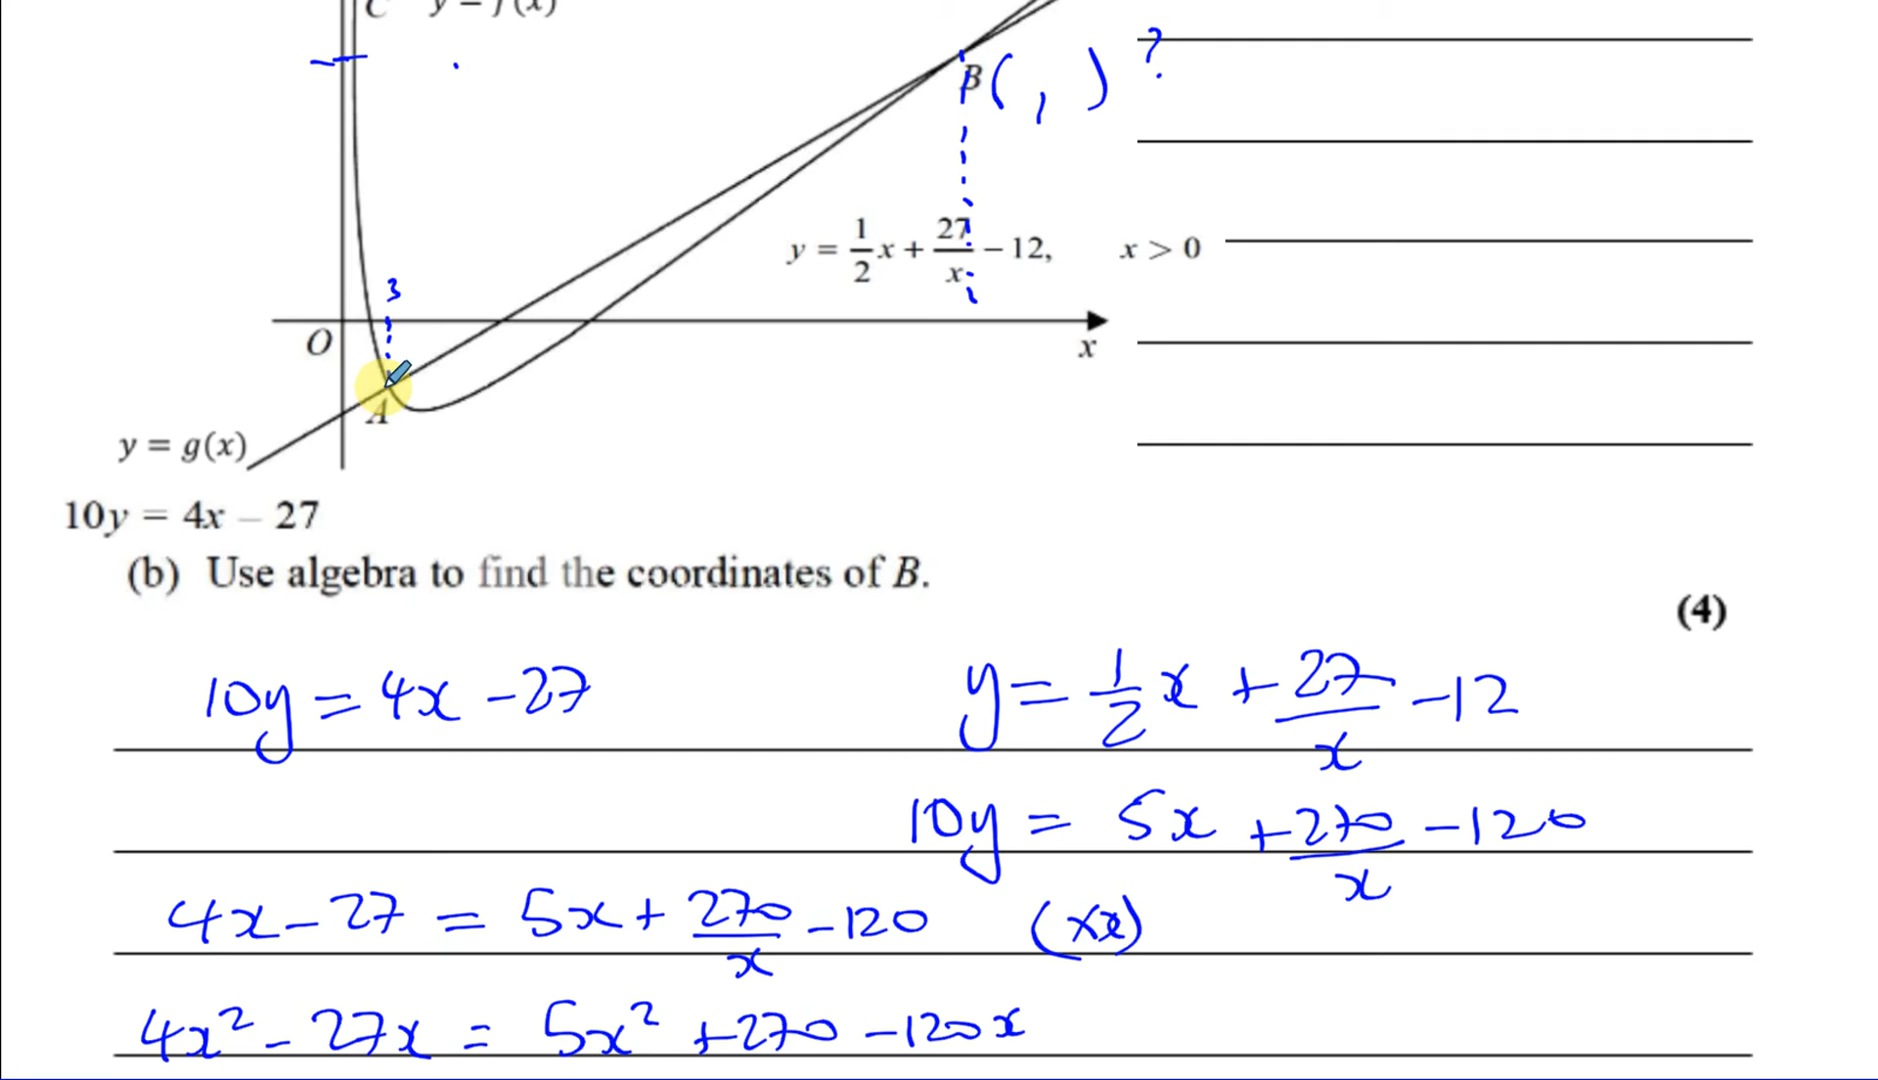 C y = f(x)
B ( , ) ?
y = 1/2 x + 27/x - 12, x > 0
3
O
x
A
y = g(x)
10y = 4x – 27
(b) Use algebra to find the coordinates of B.
(4)
10y = 4x - 27
y = 1/2 x + 27/x - 12
10y = 5x + 270/x - 120
4x - 27 = 5x + 270/x - 120 (×x)
4x² - 27x = 5x² + 270 - 120x